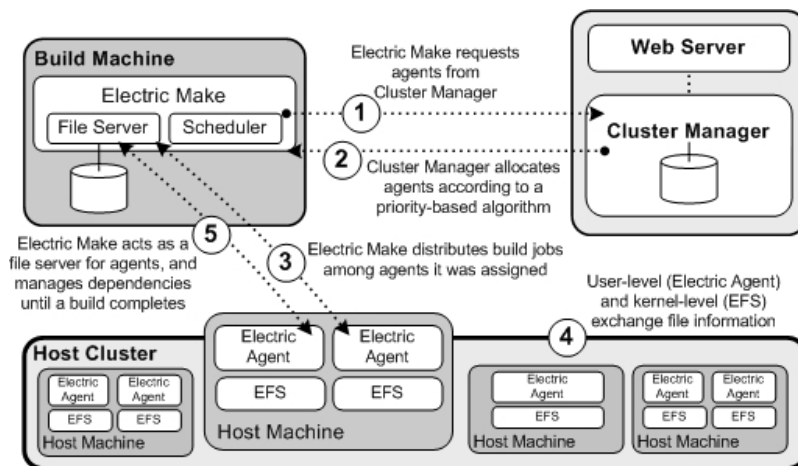 Build Machine
Electric Make
File Server
Scheduler
Electric Make requests
agents from
Cluster Manager
1
2
Cluster Manager allocates
agents according to a
priority-based algorithm
Web Server
Cluster Manager
Electric Make acts as a
file server for agents, and
manages dependencies
until a build completes
5
3
Electric Make distributes build jobs
among agents it was assigned
User-level (Electric Agent)
and kernel-level (EFS)
exchange file information
4
Host Cluster
Electric
Agent
Electric
Agent
EFS
EFS
Host Machine
Electric
Agent
Electric
Agent
EFS
EFS
Host Machine
Electric
Agent
EFS
Host Machine
Electric
Agent
Electric
Agent
EFS
EFS
Host Machine